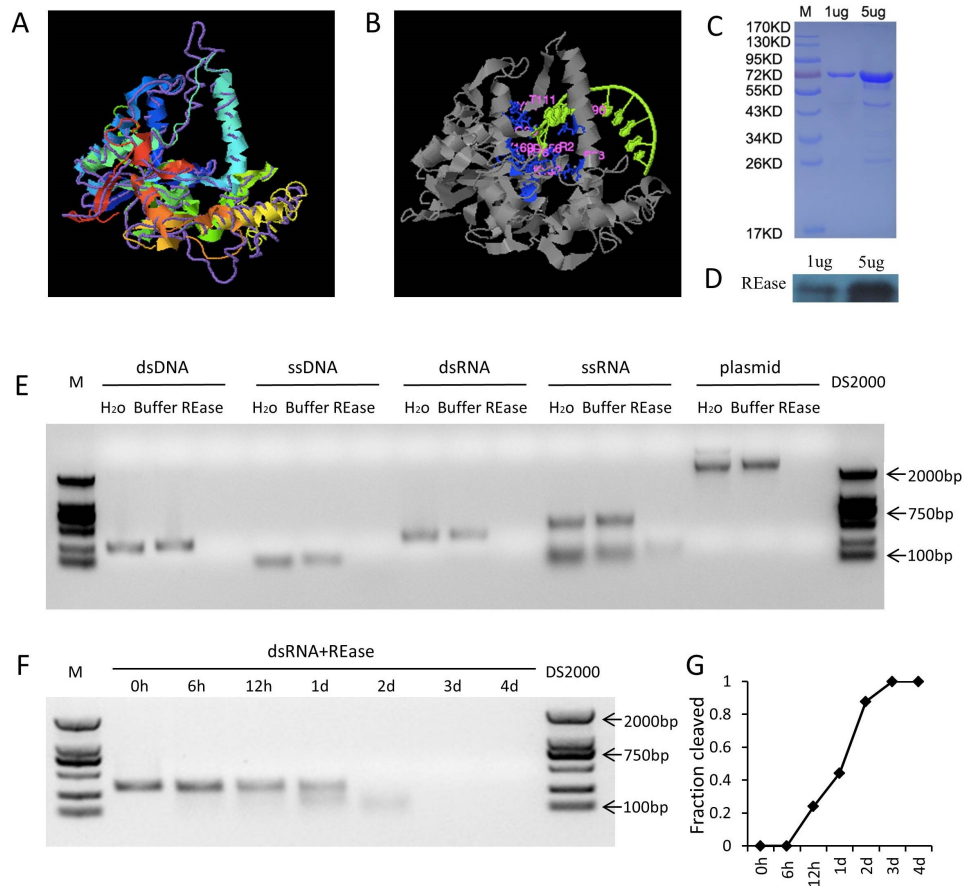 A
B
T111
R2
C
M 1ug 5ug
170KD
130KD
95KD
72KD
55KD
43KD
34KD
26KD
17KD
D
1ug 5ug
REase
E
M
dsDNA ssDNA dsRNA ssRNA plasmid
DS2000
H2O Buffer REase H2O Buffer REase H2O Buffer REase H2O Buffer REase H2O Buffer REase
2000bp
750bp
100bp
F
M
dsRNA+REase
0h 6h 12h 1d 2d 3d 4d
DS2000
2000bp
750bp
100bp
G
Fraction cleaved
1
0.8
0.6
0.4
0.2
0
0h 6h 12h 1d 2d 3d 4d